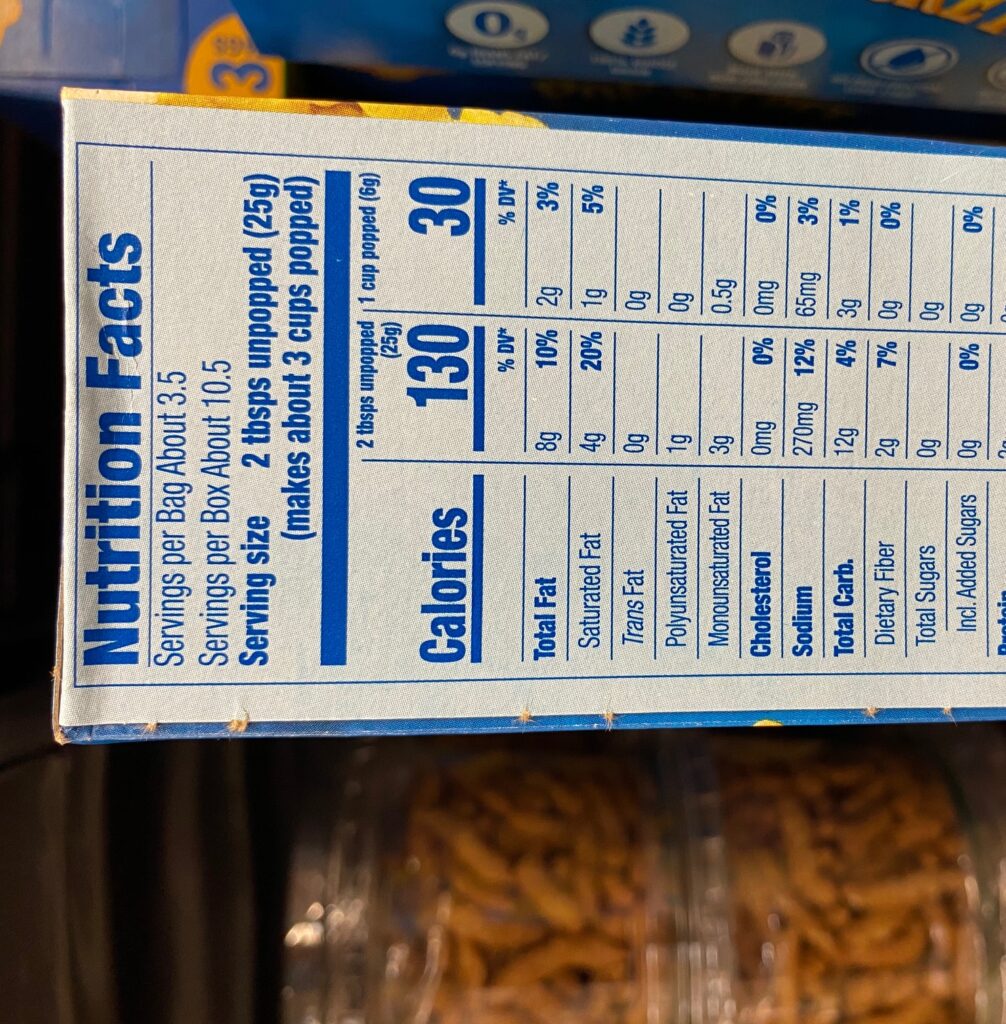 Nutrition Facts
Servings per Bag About 3.5
Servings per Box About 10.5
Serving size 2 tbsps unpopped (25g)
(makes about 3 cups popped)
2 tbsps unpopped (25g) 1 cup popped (6g)
Calories 130 30
% DV* % DV*
Total Fat 8g 10% 2g 3%
Saturated Fat 4g 20% 1g 5%
Trans Fat 0g 0g
Polyunsaturated Fat 1g 0g
Monounsaturated Fat 3g 0.5g
Cholesterol 0mg 0% 0mg 0%
Sodium 270mg 12% 65mg 3%
Total Carb. 12g 4% 3g 1%
Dietary Fiber 2g 7% 0g 0%
Total Sugars 0g 0g
Incl. Added Sugars 0g 0% 0g 0%
3